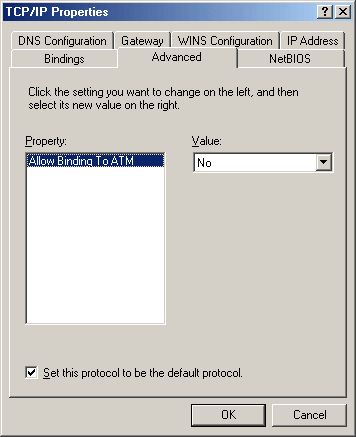 TCP/IP Properties
DNS Configuration Gateway WINS Configuration IP Address
Bindings Advanced NetBIOS
Click the setting you want to change on the left, and then
select its new value on the right.
Property: Value:
Allow Binding To ATM No
Set this protocol to be the default protocol.
OK Cancel